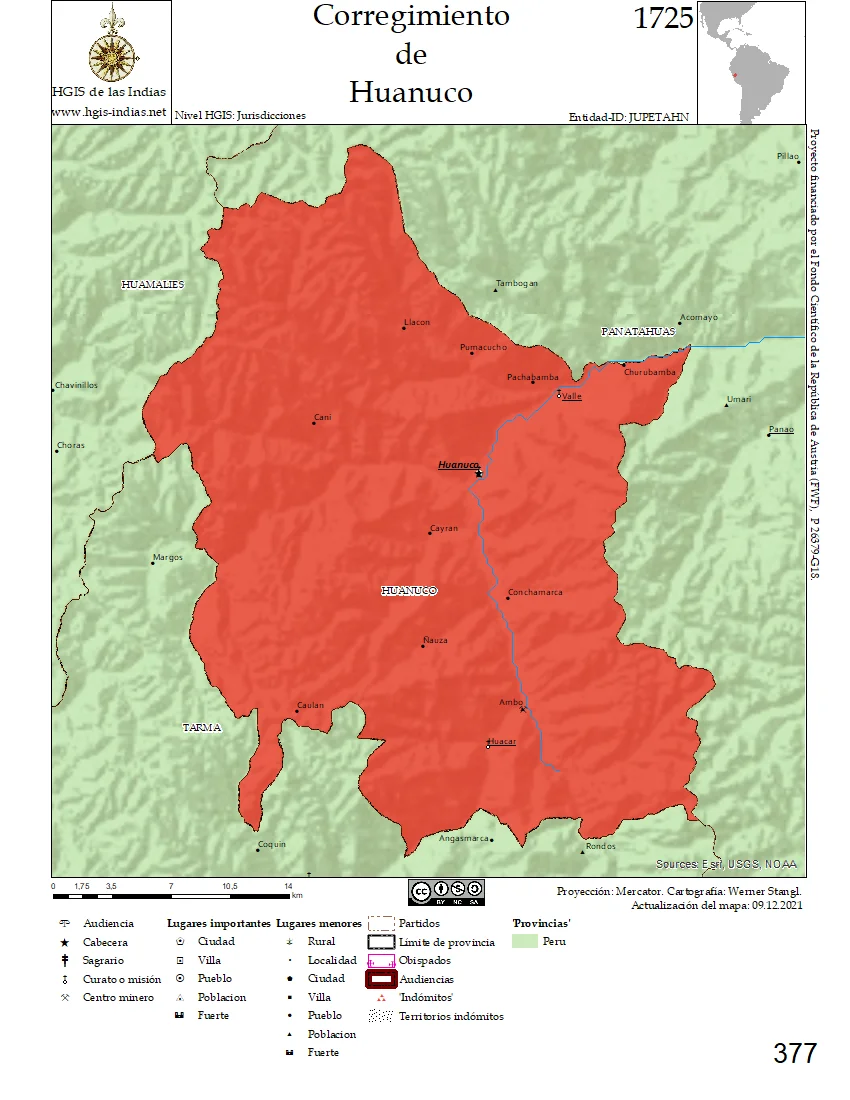 Corregimiento
de
Huanuco
1725
HGIS de las Indias
www.hgis-indias.net
Nivel HGIS: Jurisdicciones
Entidad-ID: JUPETAHN
Proyecto financiado por el Fondo Científico de la República de Austria (FWF), P 26379-G18.
Pillao
HUAMALIES
Tambogan
Llacon
Acomayo
PANATAHUAS
Pumacucho
Chavinillos
Pachabamba
Churubamba
Valle
Umari
Cani
Panao
Choras
Huanuco
Cayran
Margos
HUANUCO
Conchamarca
Ñauza
Caulan
Ambo
TARMA
Huacar
Coquin
Angasmarca
Rondos
Sources: Esri, USGS, NOAA
0 1,75 3,5 7 10,5 14
km
CC BY NC SA
Proyección: Mercator. Cartografía: Werner Stangl.
Actualización del mapa: 09.12.2021
Audiencia
Cabecera
Sagrario
Curato o misión
Centro minero
Lugares importantes
Ciudad
Villa
Pueblo
Poblacion
Fuerte
Lugares menores
Rural
Localidad
Ciudad
Villa
Pueblo
Poblacion
Fuerte
Partidos
Límite de provincia
Obispados
Audiencias
'Indómitos'
Territorios indómitos
'Provincias'
Peru
377